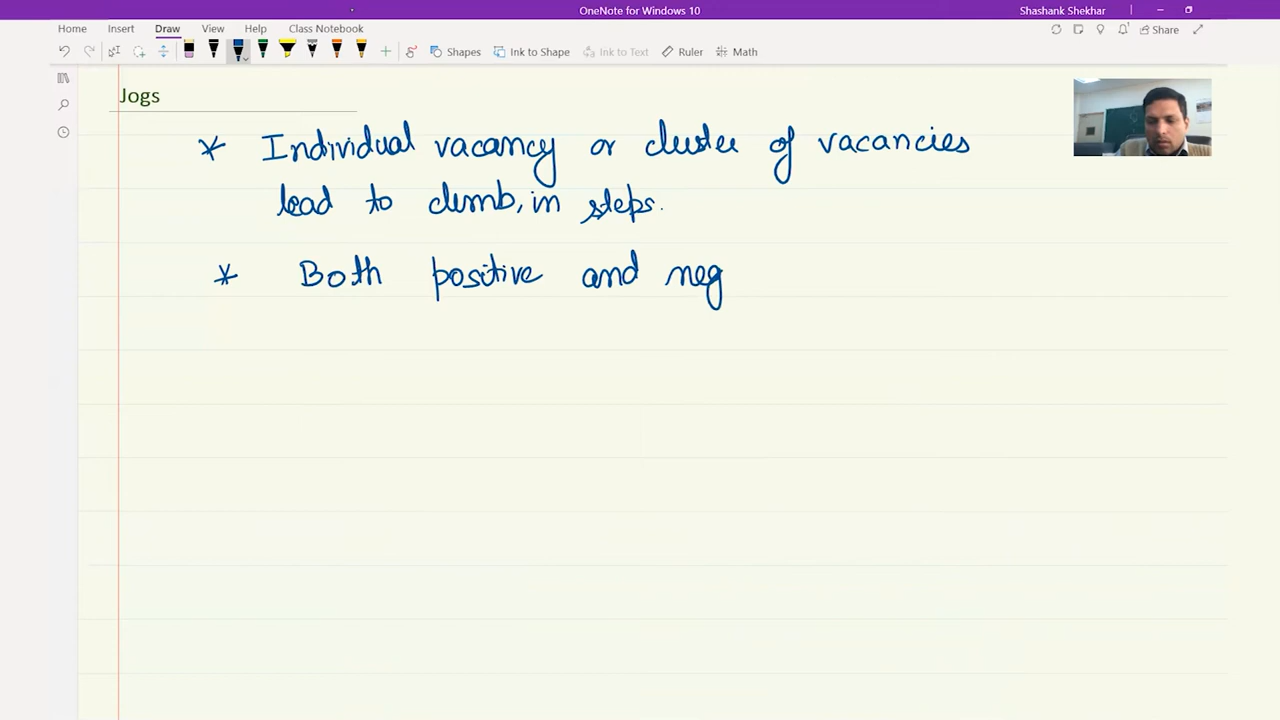 OneNote for Windows 10
Shashank Shekhar
Home Insert Draw View Help Class Notebook
Share
Shapes Ink to Shape Ink to Text Ruler Math
Jogs
* Individual vacancy or cluster of vacancies
lead to climb, in steps.
* Both positive and neg